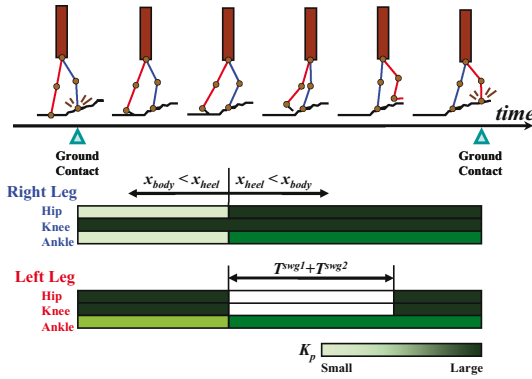 time
Ground Contact
Ground Contact
x_body < x_heel
x_heel < x_body
Right Leg
Hip
Knee
Ankle
T^swg1+T^swg2
Left Leg
Hip
Knee
Ankle
K_p
Small
Large